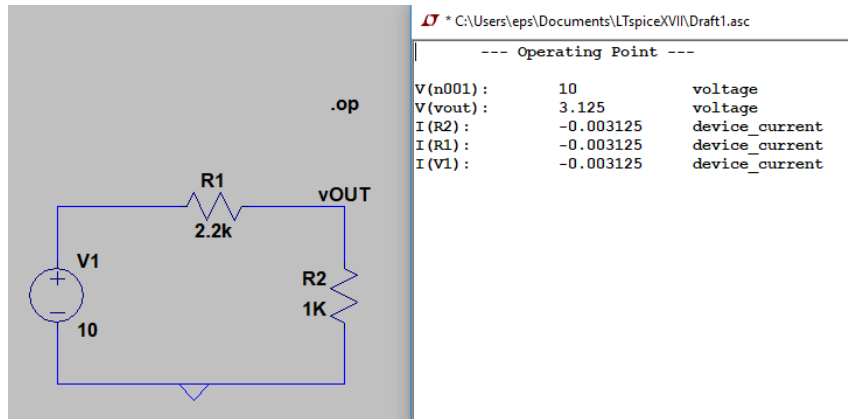 .op
R1
vOUT
2.2k
V1
R2
1K
10
* C:\Users\eps\Documents\LTspiceXVII\Draft1.asc
--- Operating Point ---
V(n001): 10 voltage
V(vout): 3.125 voltage
I(R2): -0.003125 device_current
I(R1): -0.003125 device_current
I(V1): -0.003125 device_current